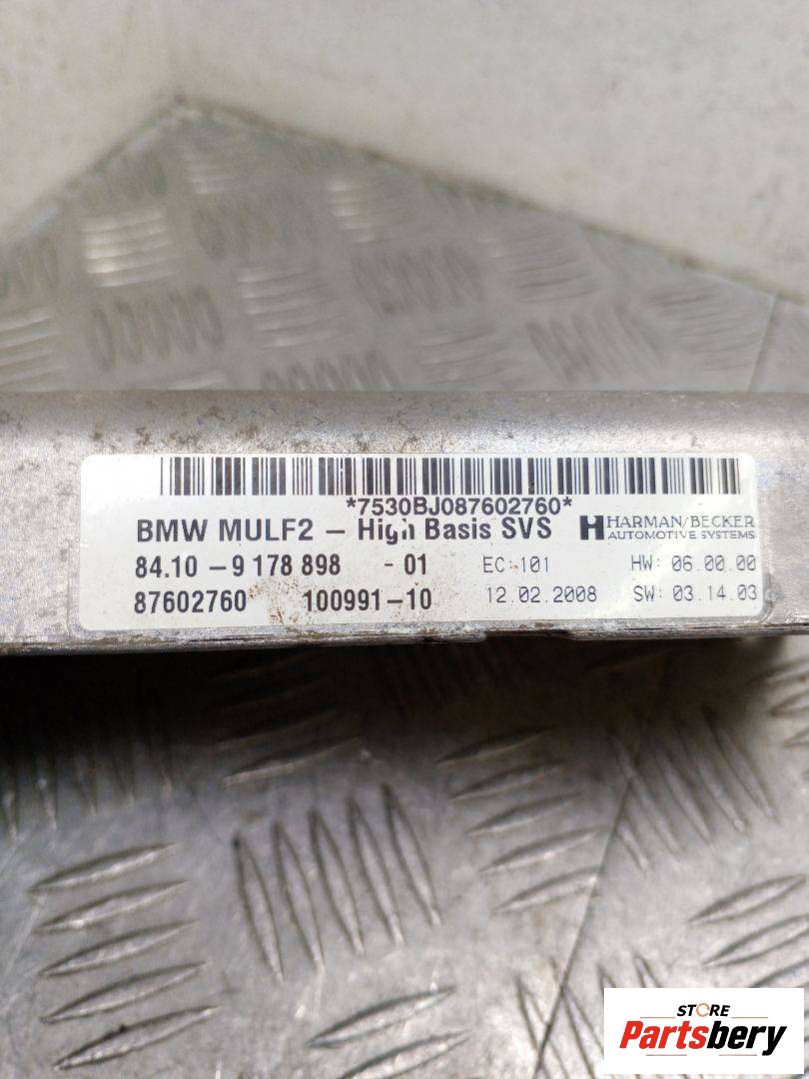 *7530BJ087602760*
BMW MULF2 - High Basis SVS
HARMAN/BECKER
AUTOMOTIVE SYSTEMS
84.10 - 9 178 898 - 01 EC: 101 HW: 06.00.00
87602760 100991-10 12.02.2008 SW: 03.14.03
STORE
Partsbery